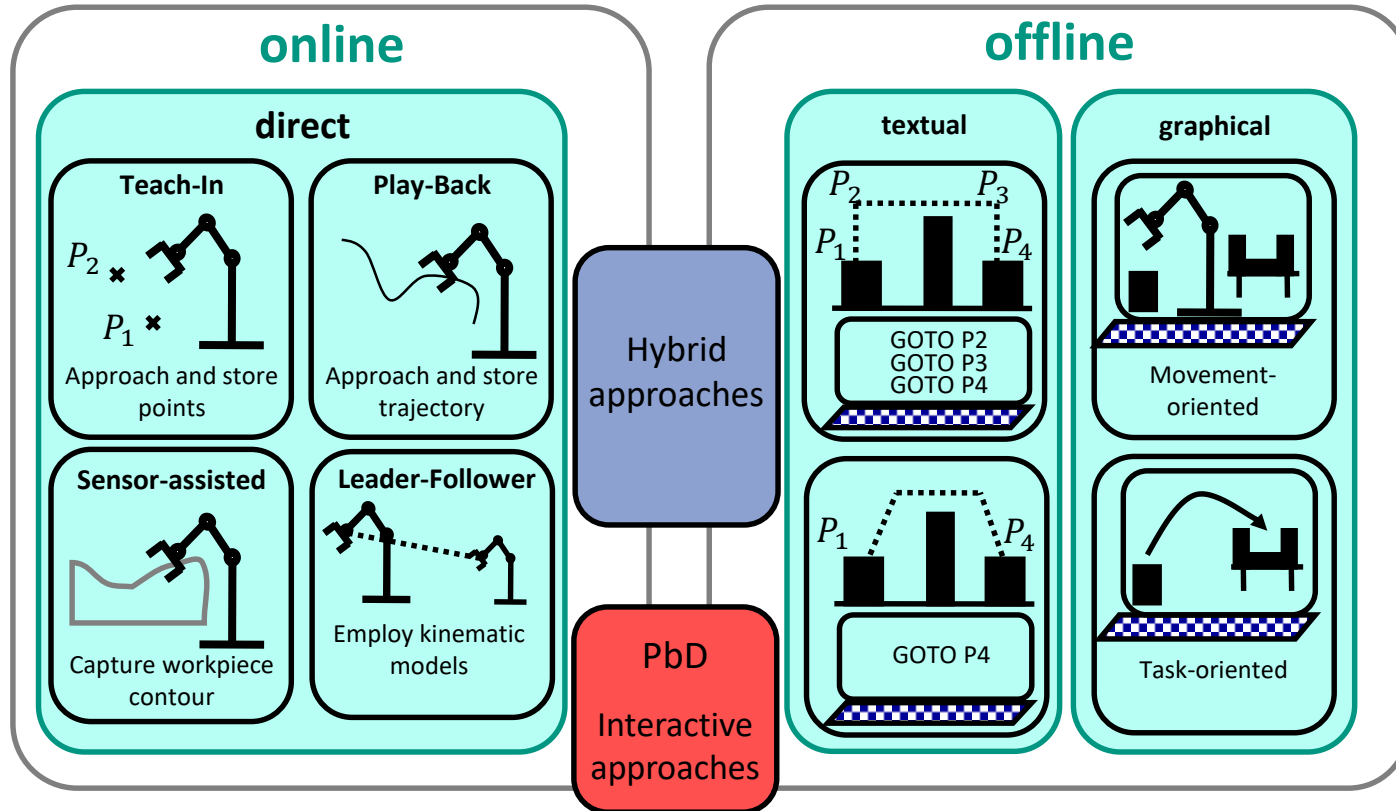 online
direct
Teach-In
P₂
P₁
Approach and store
points
Play-Back
Approach and store
trajectory
Sensor-assisted
Capture workpiece
contour
Leader-Follower
Employ kinematic
models
Hybrid
approaches
PbD
Interactive
approaches
offline
textual
P₂ P₃
P₁ P₄
GOTO P2
GOTO P3
GOTO P4
P₁ P₄
GOTO P4
graphical
Movement-
oriented
Task-oriented